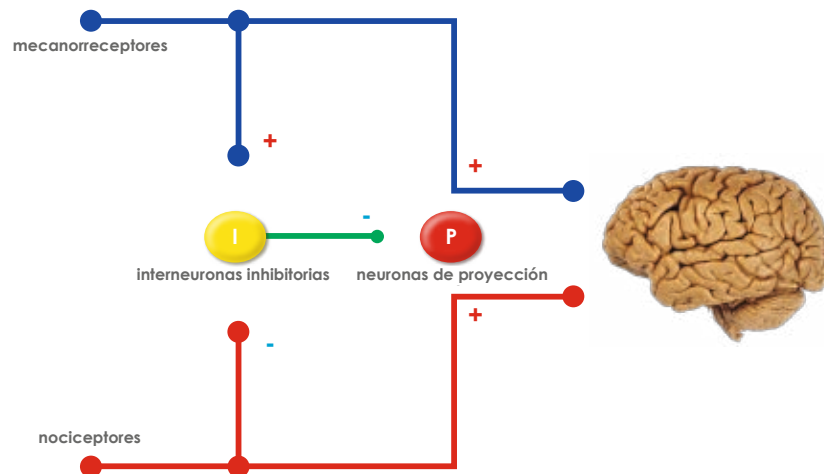 mecanorreceptores
+
+
-
I
P
interneuronas inhibitorias
neuronas de proyección
+
-
nociceptores